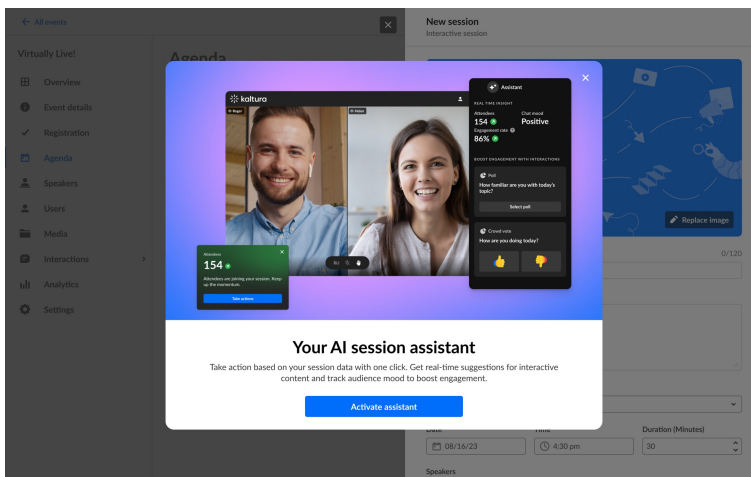 All events
New session
Interactive session
Virtually Live!
Agenda
Overview
Event details
Registration
Agenda
Speakers
Users
Media
Interactions
Analytics
Settings
Replace image
0/120
kaltura
Roger
Assistant
REAL TIME INSIGHT
Attendees
154
Chat mood
Positive
Engagement rate
86%
BOOST ENGAGEMENT WITH INTERACTIONS
Poll
How familiar are you with today's
topic?
Select poll
Crowd vote
How are you doing today?
Attendees
154
Attendees are joining your session. Keep
up the momentum.
Take actions
Your AI session assistant
Take action based on your session data with one click. Get real-time suggestions for interactive
content and track audience mood to boost engagement.
Activate assistant
Date
Time
Duration (Minutes)
08/16/23
4:30 pm
30
Speakers